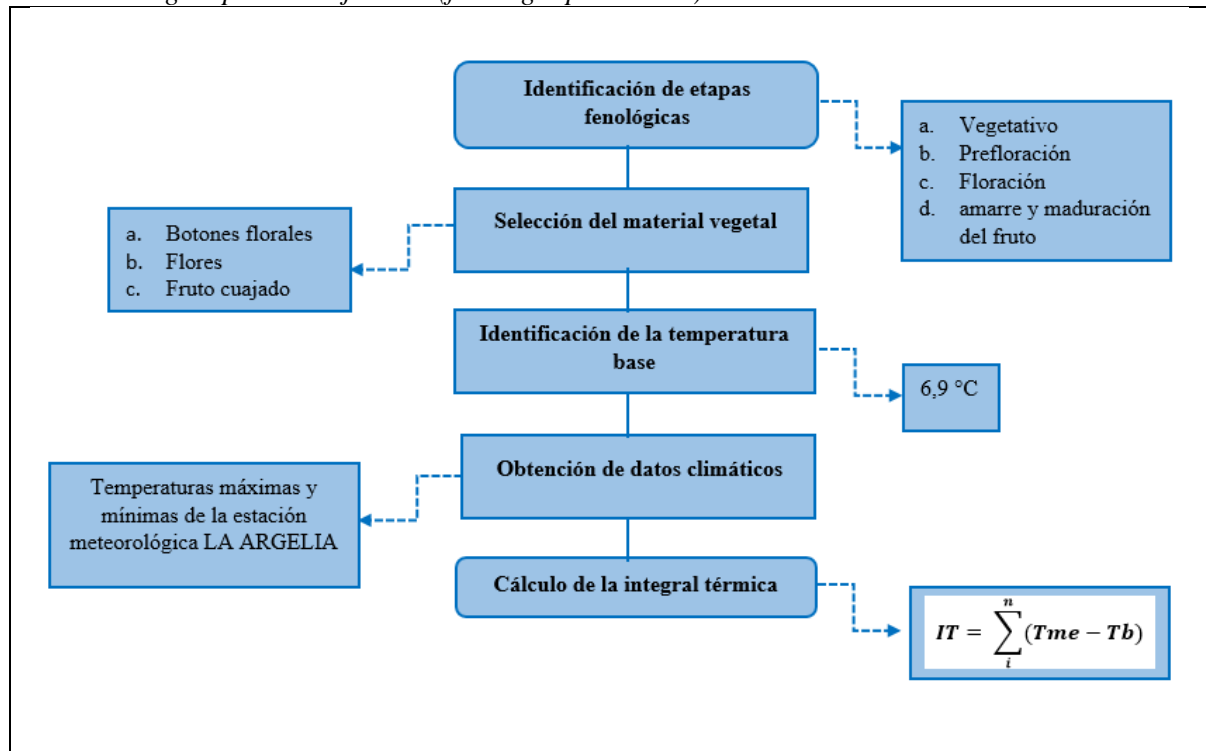 Identificación de etapas
fenológicas
a. Vegetativo
b. Prefloración
c. Floración
d. amarre y maduración
del fruto
Selección del material vegetal
a. Botones florales
b. Flores
c. Fruto cuajado
Identificación de la temperatura
base
6,9 °C
Obtención de datos climáticos
Temperaturas máximas y
mínimas de la estación
meteorológica LA ARGELIA
Cálculo de la integral térmica
IT = ∑ⁿᵢ (Tme − Tb)